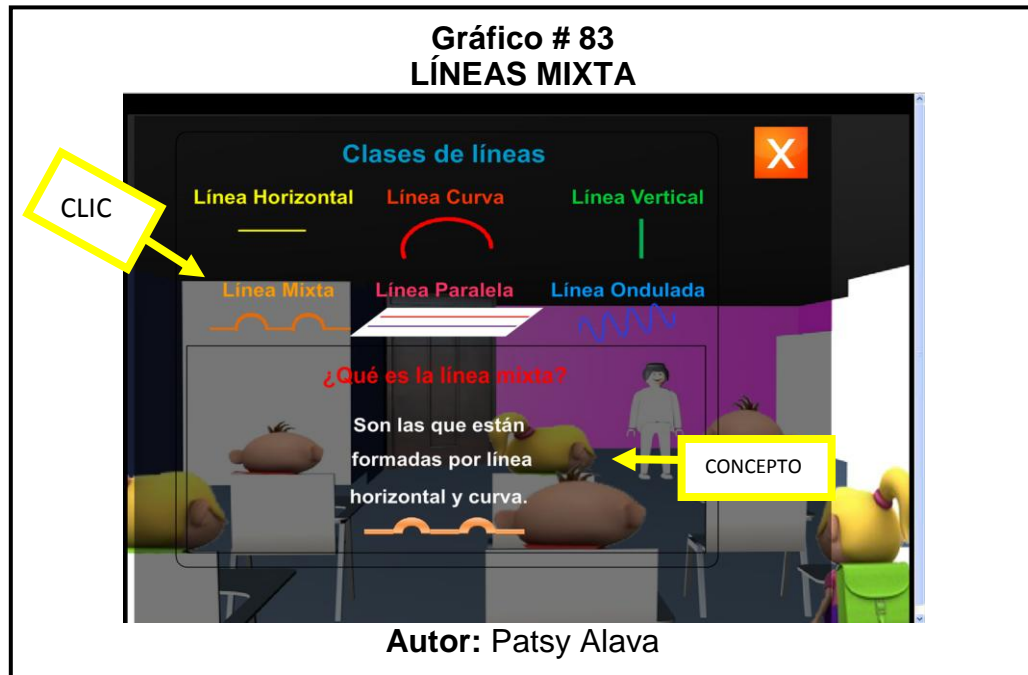 Gráfico # 83
LÍNEAS MIXTA
Clases de líneas
X
CLIC
Línea Horizontal Línea Curva Línea Vertical
Línea Mixta Línea Paralela Línea Ondulada
¿Qué es la línea mixta?
Son las que están
formadas por línea
horizontal y curva.
CONCEPTO
Autor: Patsy Alava